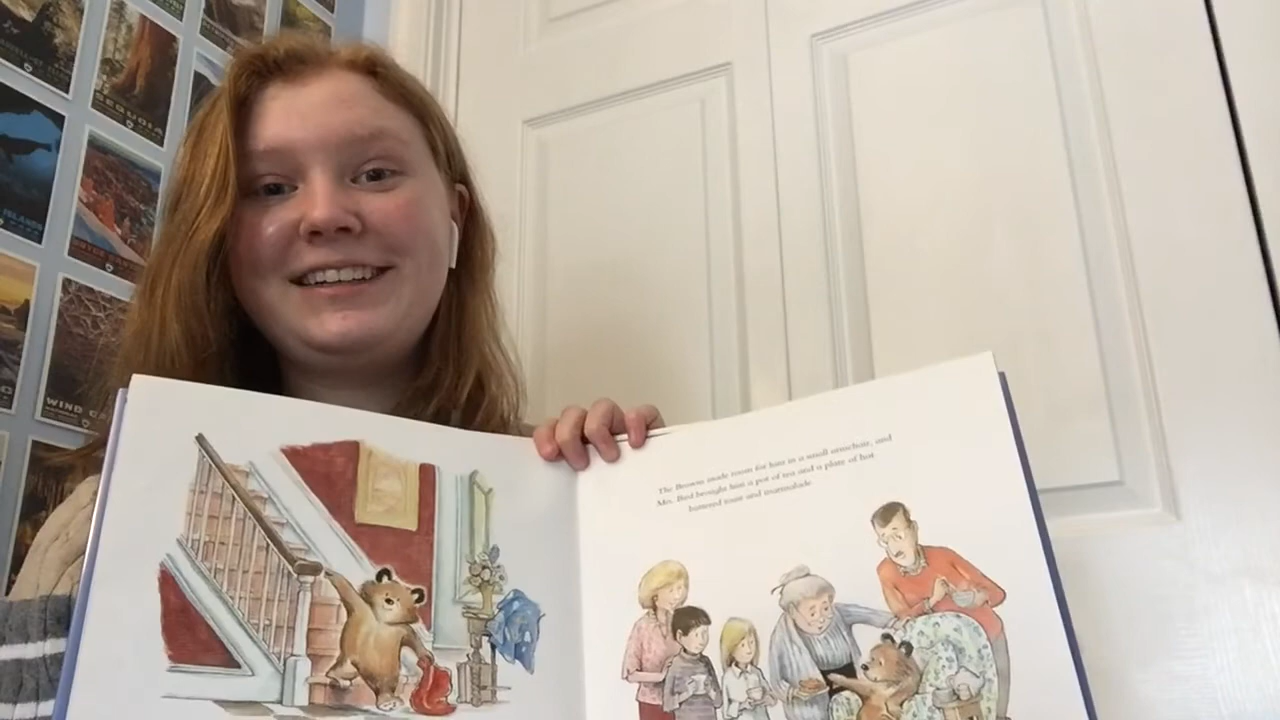 SEQUOIA
WIND C
The Browns made room for him in a small armchair, and
Mrs. Bird brought him a pot of tea and a plate of hot
buttered toast and marmalade.